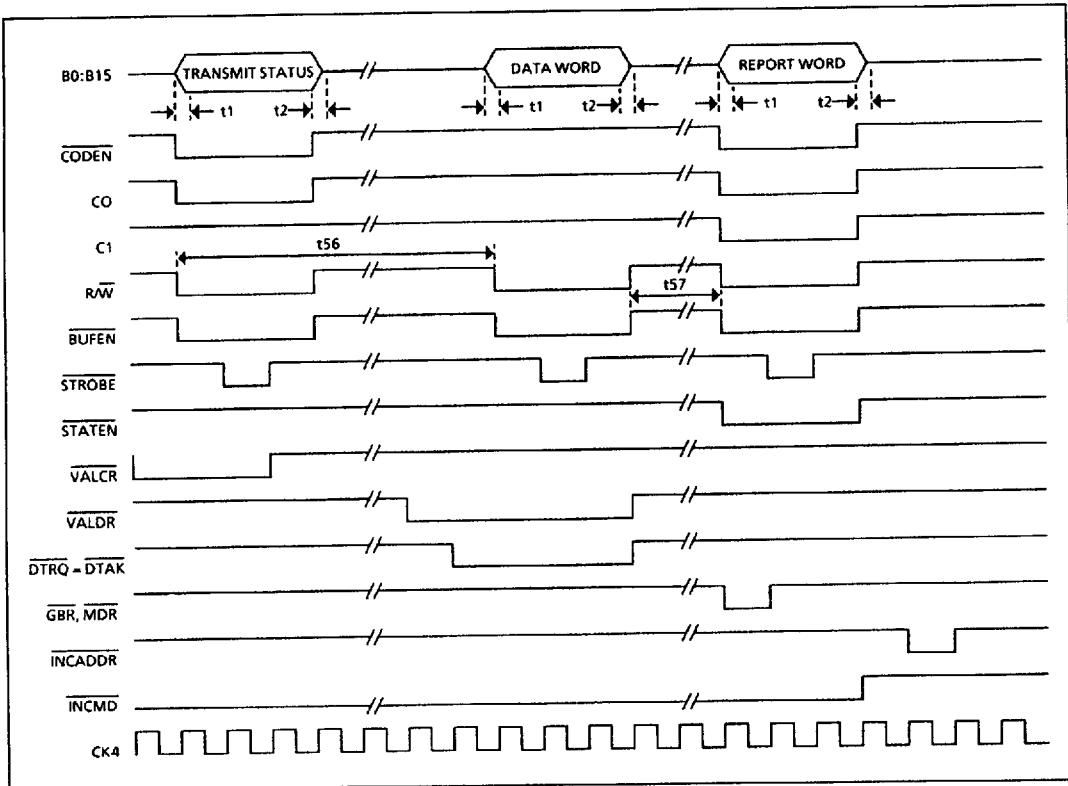 B0:B15 TRANSMIT STATUS DATA WORD REPORT WORD
t1 t2 t1 t2 t1 t2
CODEN
CO
C1
t56
R/W
t57
BUFEN
STROBE
STATEN
VALCR
VALDR
DTRQ - DTAK
GBR, MDR
INCADDR
INCMD
CK4